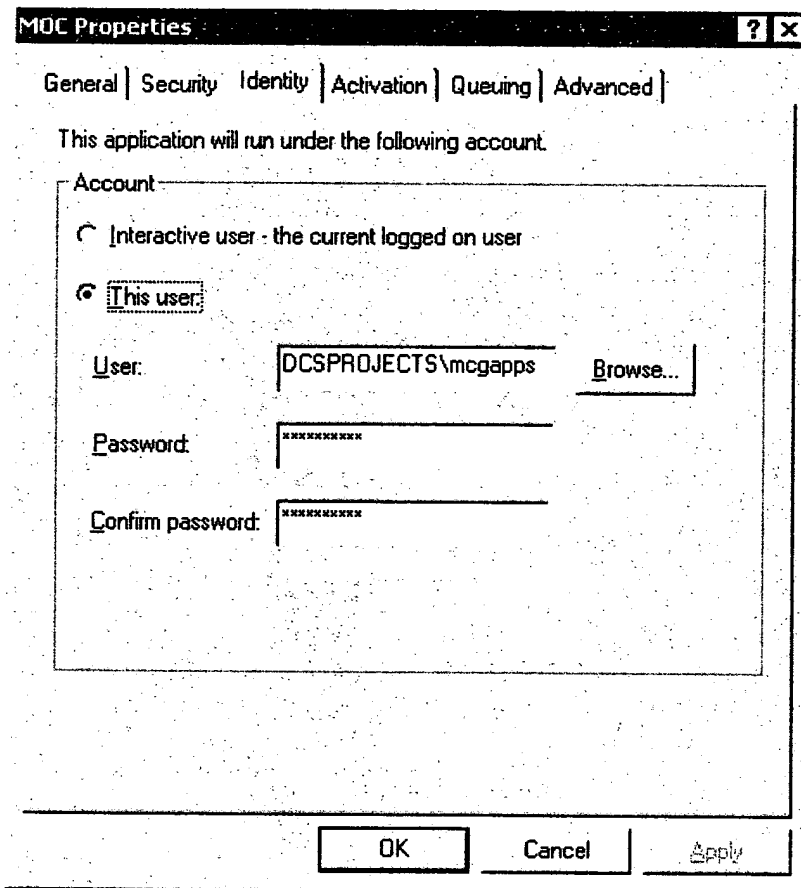 MOC Properties ? X
General Security Identity Activation Queuing Advanced
This application will run under the following account.
Account
Interactive user - the current logged on user
This user:
User: DCSPROJECTS\mcgapps Browse...
Password: **********
Confirm password: **********
OK Cancel Apply